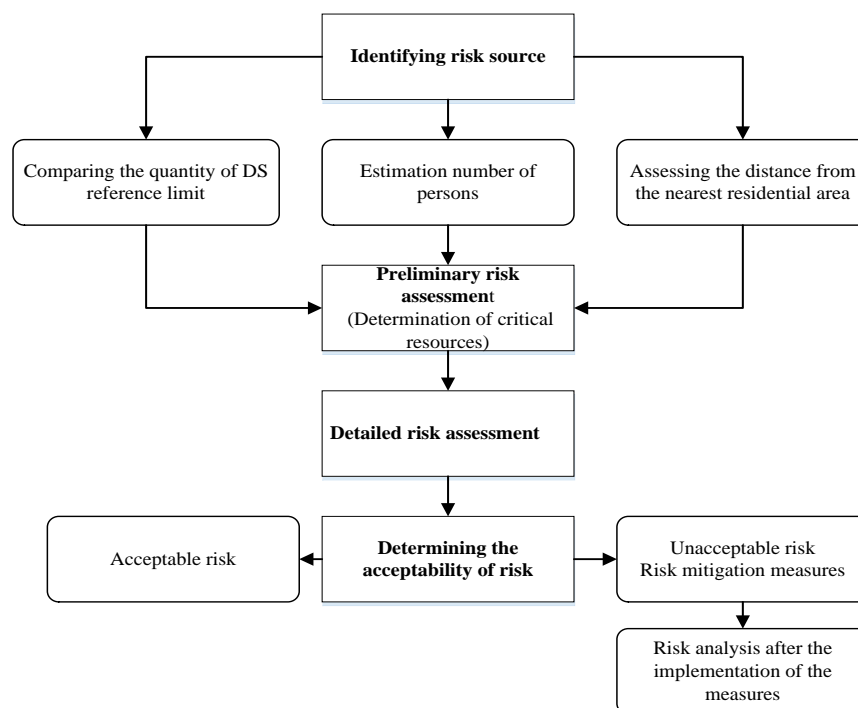 Identifying risk source
Comparing the quantity of DS
reference limit
Estimation number of
persons
Assessing the distance from
the nearest residential area
Preliminary risk
assessment
(Determination of critical
resources)
Detailed risk assessment
Acceptable risk
Determining the
acceptability of risk
Unacceptable risk
Risk mitigation measures
Risk analysis after the
implementation of the
measures